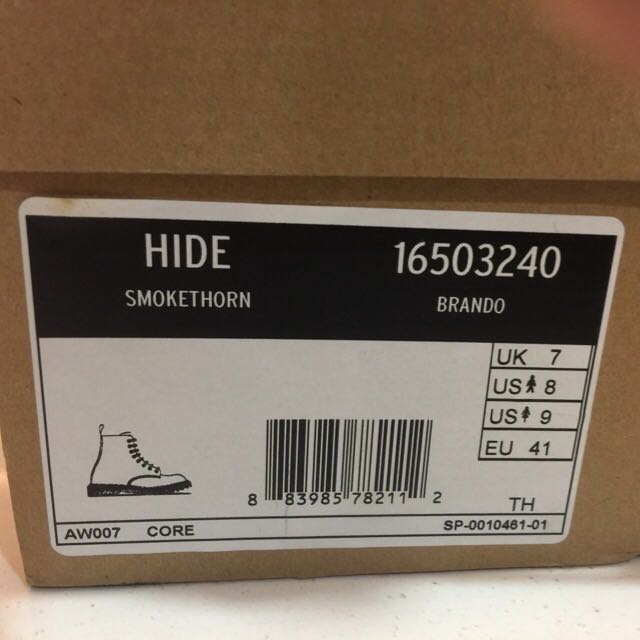 HIDE 16503240
SMOKETHORN BRANDO
UK 7
US 8
US 9
EU 41
8 83985 78211 2
TH
AW007 CORE SP-0010461-01